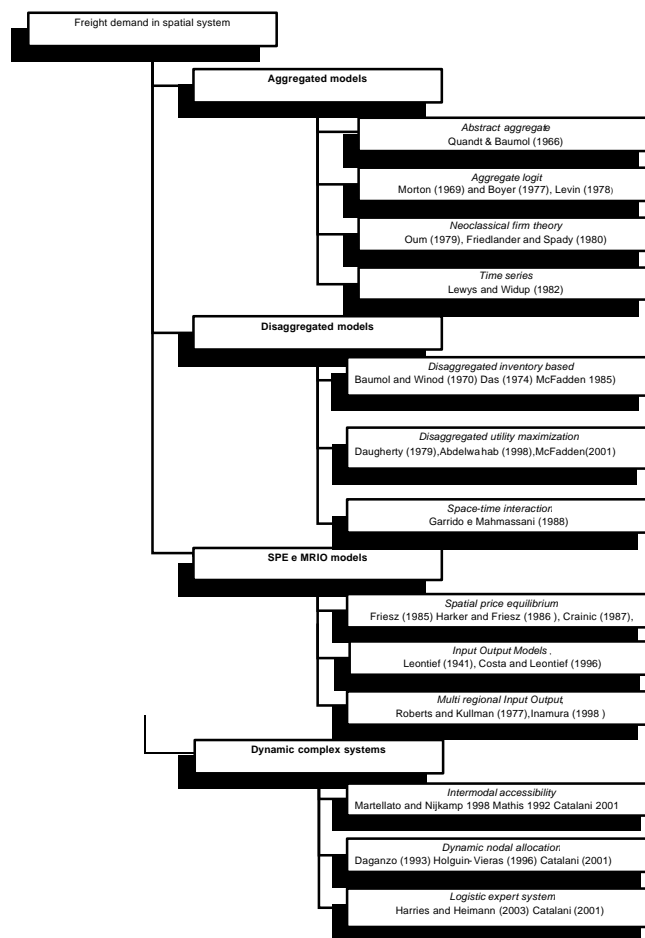 Freight demand in spatial system
Aggregated models
Abstract aggregate
Quandt & Baumol (1966)
Aggregate logit
Morton (1969) and Boyer (1977), Levin (1978)
Neoclassical firm theory
Oum (1979), Friedlander and Spady (1980)
Time series
Lewys and Widup (1982)
Disaggregated models
Disaggregated inventory based
Baumol and Winod (1970) Das (1974) McFadden 1985)
Disaggregated utility maximization
Daugherty (1979),Abdelwahab (1998),McFadden(2001)
Space-time interaction
Garrido e Mahmassani (1988)
SPE e MRIO models
Spatial price equilibrium
Friesz (1985) Harker and Friesz (1986 ), Crainic (1987),
Input Output Models .
Leontief (1941), Costa and Leontief (1996)
Multi regional Input Output,
Roberts and Kullman (1977),Inamura (1998 )
Dynamic complex systems
Intermodal accessibility
Martellato and Nijkamp 1998 Mathis 1992 Catalani 2001
Dynamic nodal allocation
Daganzo (1993) Holguin-Vieras (1996) Catalani (2001)
Logistic expert system
Harries and Heimann (2003) Catalani (2001)